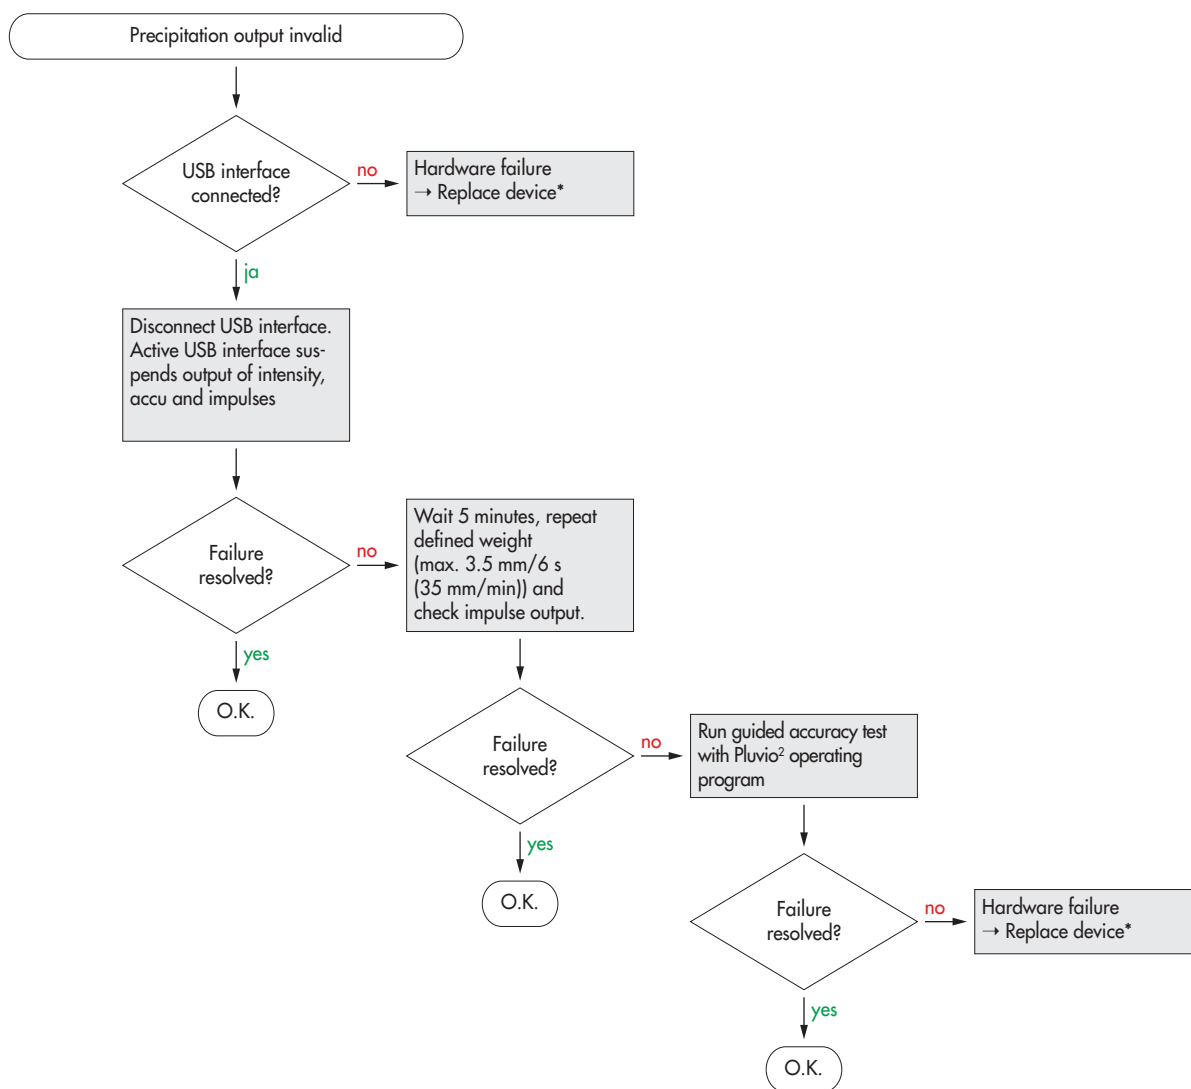 Precipitation output invalid
USB interface
connected?
no
Hardware failure
→ Replace device*
ja
Disconnect USB interface.
Active USB interface sus-
pends output of intensity,
accu and impulses
Failure
resolved?
no
Wait 5 minutes, repeat
defined weight
(max. 3.5 mm/6 s
(35 mm/min)) and
check impulse output.
yes
O.K.
Failure
resolved?
no
Run guided accuracy test
with Pluvio² operating
program
yes
O.K.
Failure
resolved?
no
Hardware failure
→ Replace device*
yes
O.K.